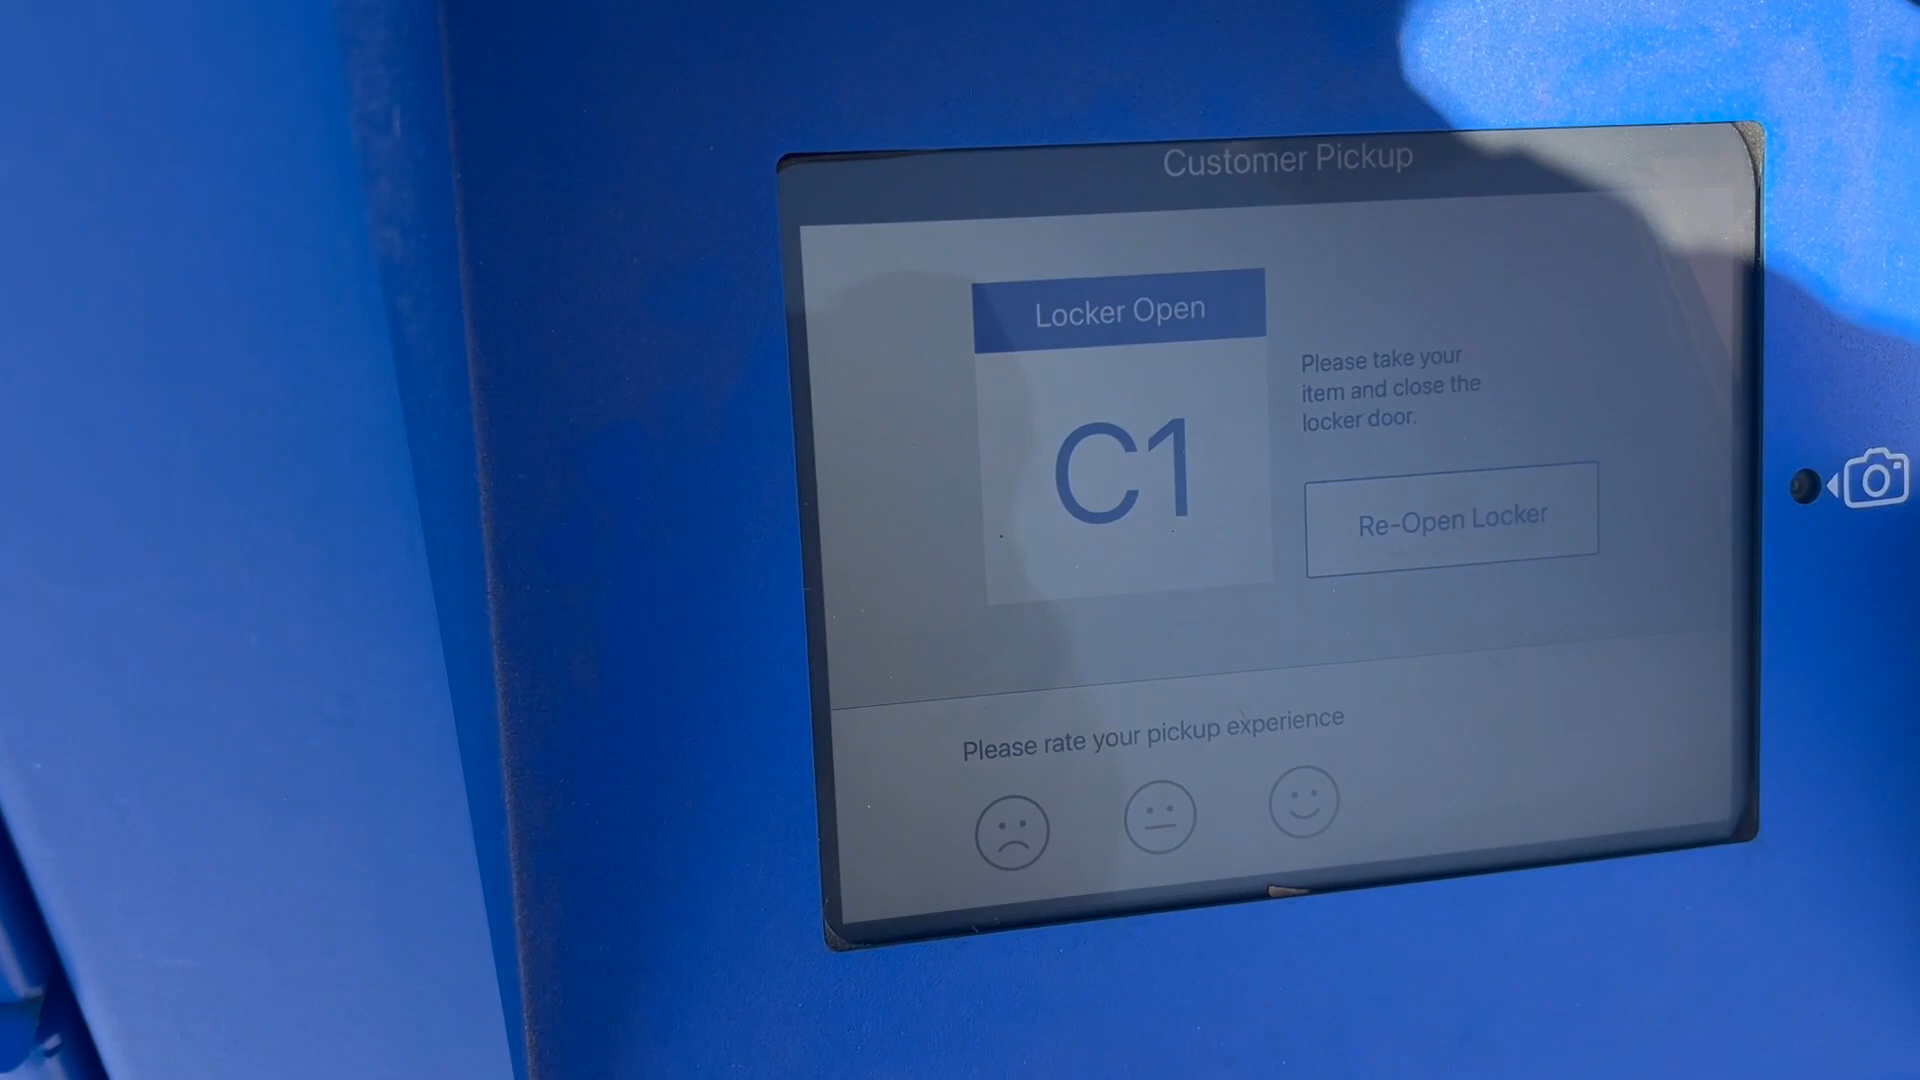 Customer Pickup
Locker Open
C1
Please take your
item and close the
locker door.
Re-Open Locker
Please rate your pickup experience